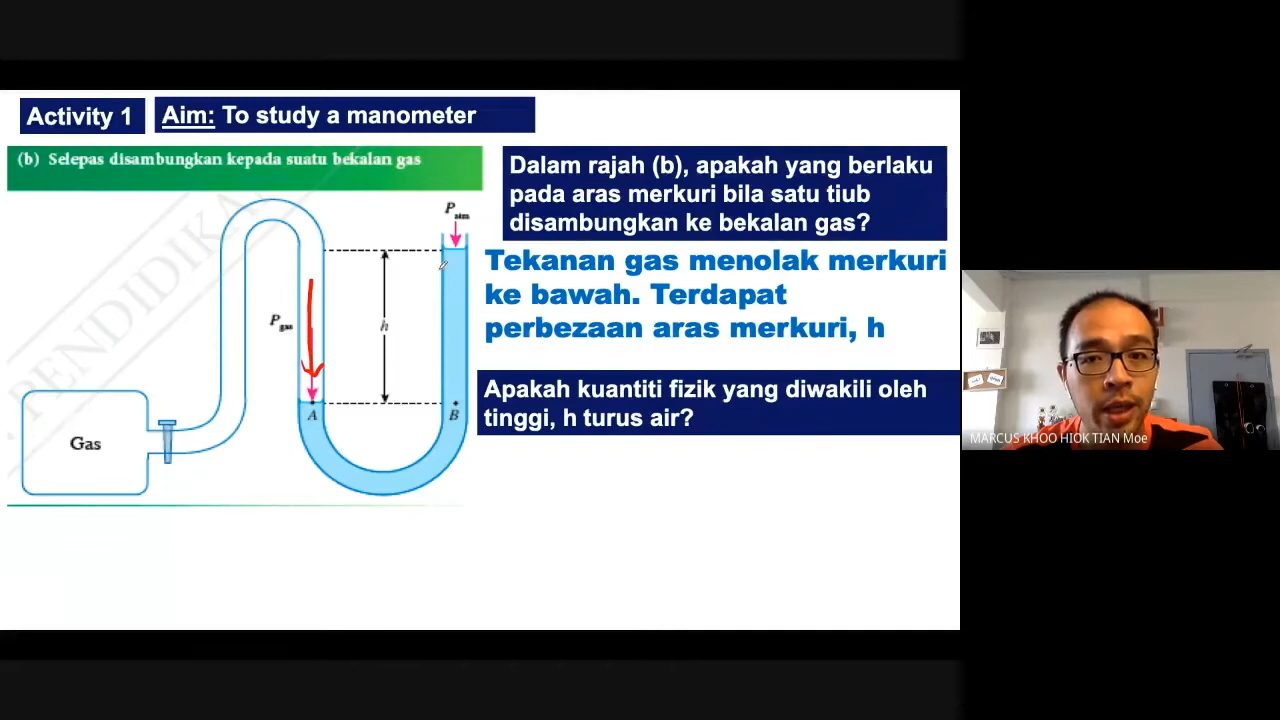 Activity 1
Aim: To study a manometer
(b) Selepas disambungkan kepada suatu bekalan gas
PENDIDIKA
P atm
P gas
h
A
B
Gas
Dalam rajah (b), apakah yang berlaku
pada aras merkuri bila satu tiub
disambungkan ke bekalan gas?
Tekanan gas menolak merkuri
ke bawah. Terdapat
perbezaan aras merkuri, h
Apakah kuantiti fizik yang diwakili oleh
tinggi, h turus air?
MARCUS KHOO HIOK TIAN Moe